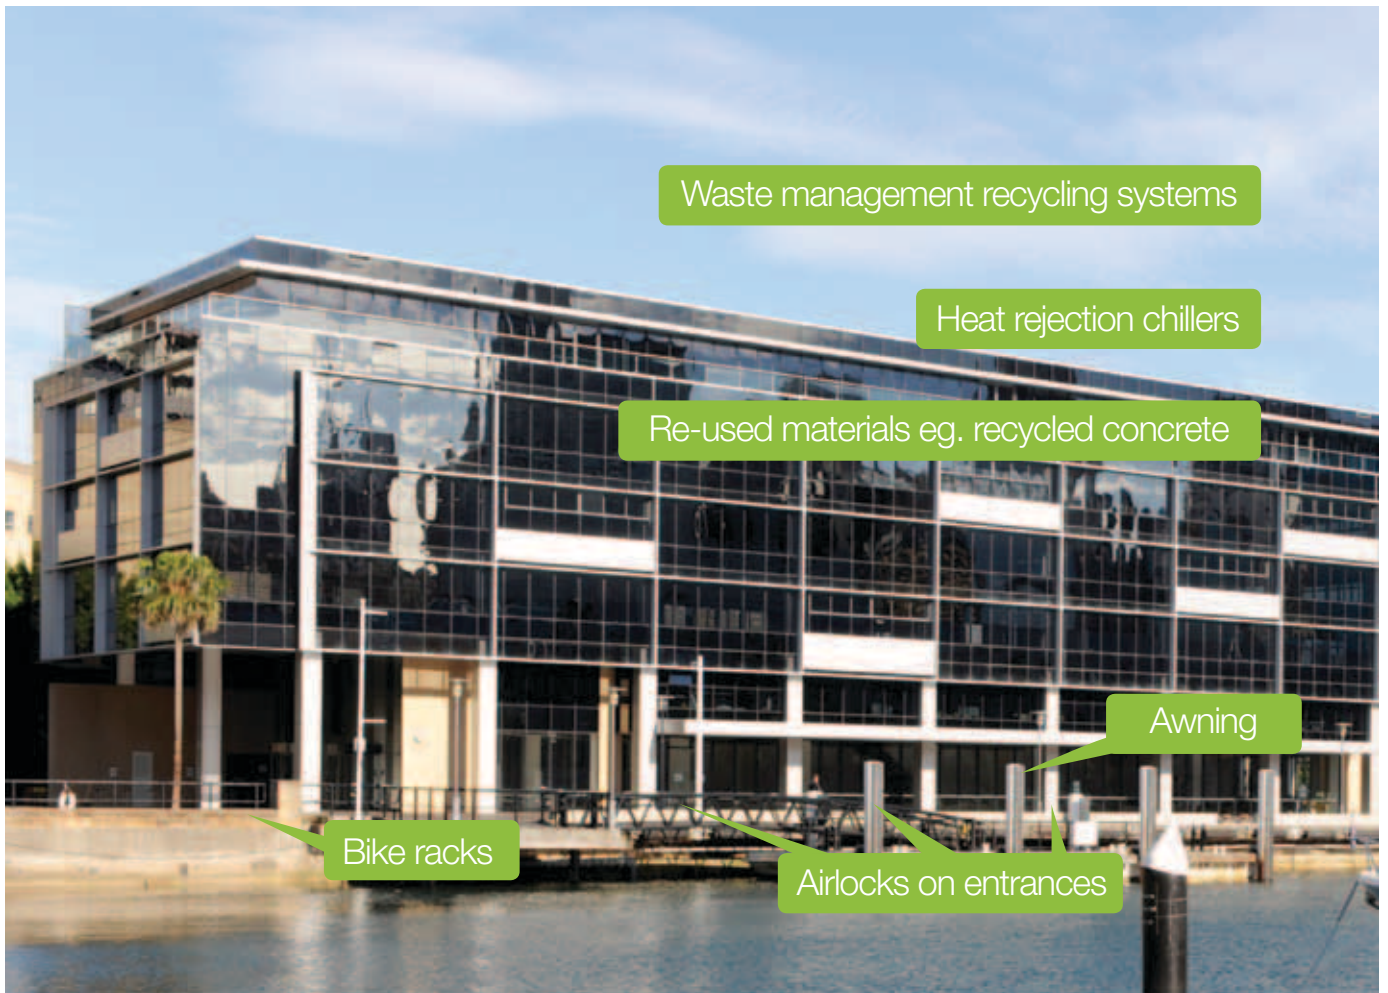 Waste management recycling systems
Heat rejection chillers
Re-used materials eg. recycled concrete
Awning
Bike racks
Airlocks on entrances